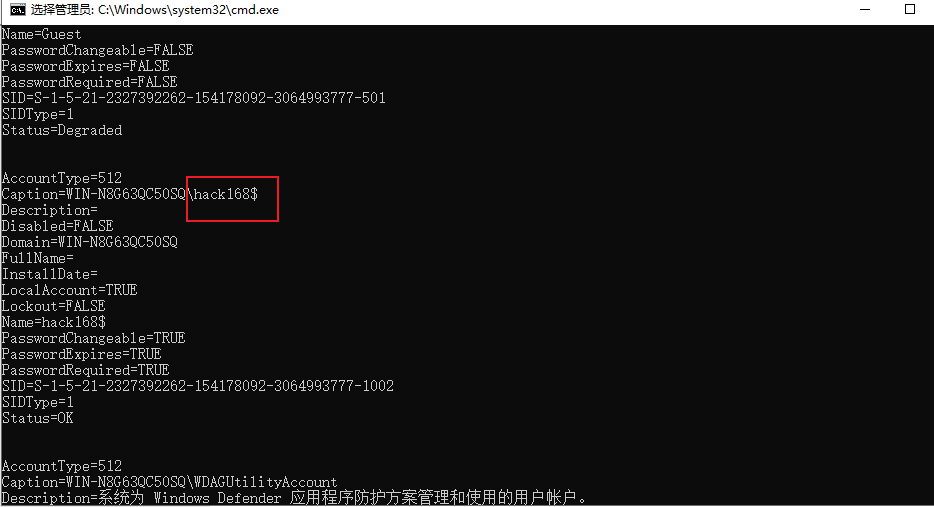 选择管理员: C:\Windows\system32\cmd.exe
Name=Guest
PasswordChangeable=FALSE
PasswordExpires=FALSE
PasswordRequired=FALSE
SID=S-1-5-21-2327392262-154178092-3064993777-501
SIDType=1
Status=Degraded
AccountType=512
Caption=WIN-N8G63QC50SQ\hack168$
Description=
Disabled=FALSE
Domain=WIN-N8G63QC50SQ
FullName=
InstallDate=
LocalAccount=TRUE
Lockout=FALSE
Name=hack168$
PasswordChangeable=TRUE
PasswordExpires=TRUE
PasswordRequired=TRUE
SID=S-1-5-21-2327392262-154178092-3064993777-1002
SIDType=1
Status=OK
AccountType=512
Caption=WIN-N8G63QC50SQ\WDAGUtilityAccount
Description=系统为 Windows Defender 应用程序防护方案管理和使用的用户帐户。